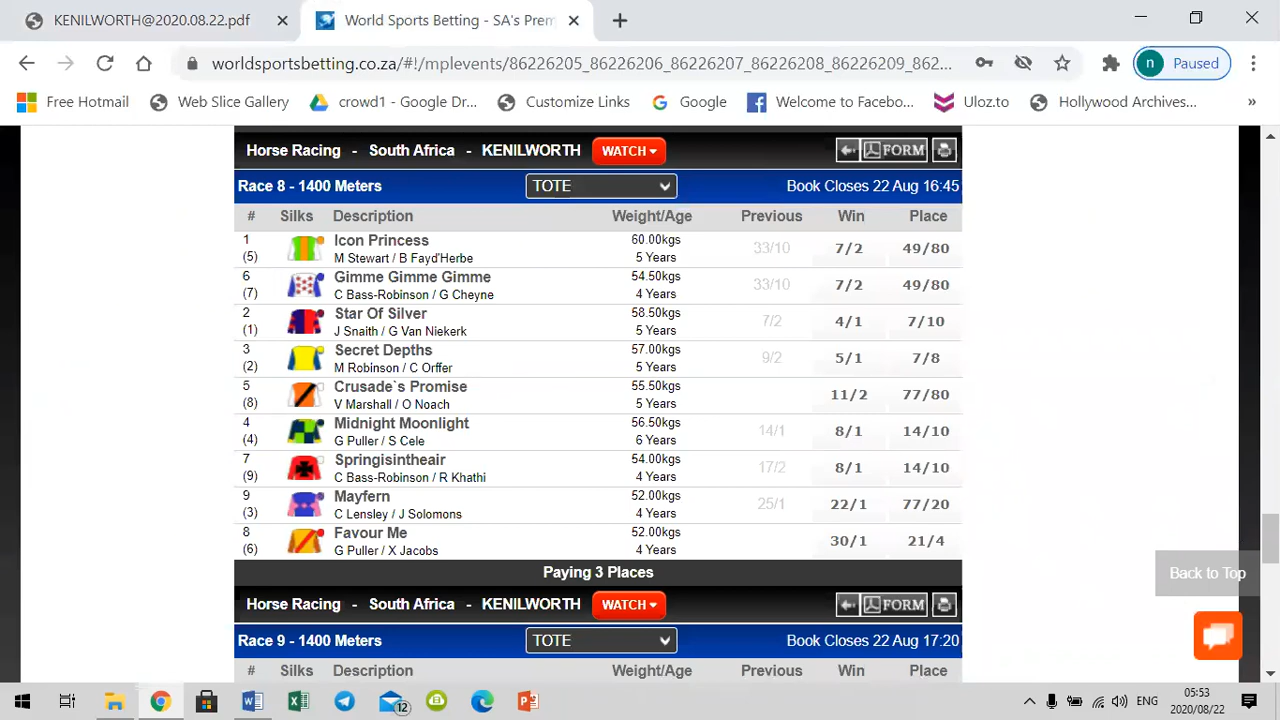 KENILWORTH@2020.08.22.pdf
World Sports Betting - SA's Prem
worldsportsbetting.co.za/#!/mplevents/86226205_86226206_86226207_86226208_86226209_862...
n Paused
Free Hotmail Web Slice Gallery crowd1 - Google Dr... Customize Links Google Welcome to Facebo... Uloz.to Hollywood Archives... »
Horse Racing - South Africa - KENILWORTH WATCH FORM
Race 8 - 1400 Meters TOTE Book Closes 22 Aug 16:45
# Silks Description Weight/Age Previous Win Place
1 Icon Princess 60.00kgs 33/10 7/2 49/80
(5) M Stewart / B Fayd'Herbe 5 Years
6 Gimme Gimme Gimme 54.50kgs 33/10 7/2 49/80
(7) C Bass-Robinson / G Cheyne 4 Years
2 Star Of Silver 58.50kgs 7/2 4/1 7/10
(1) J Snaith / G Van Niekerk 5 Years
3 Secret Depths 57.00kgs 9/2 5/1 7/8
(2) M Robinson / C Orffer 5 Years
5 Crusade`s Promise 55.50kgs 11/2 77/80
(8) V Marshall / O Noach 5 Years
4 Midnight Moonlight 56.50kgs 14/1 8/1 14/10
(4) G Puller / S Cele 6 Years
7 Springisintheair 54.00kgs 17/2 8/1 14/10
(9) C Bass-Robinson / R Khathi 4 Years
9 Mayfern 52.00kgs 25/1 22/1 77/20
(3) C Lensley / J Solomons 4 Years
8 Favour Me 52.00kgs 30/1 21/4
(6) G Puller / X Jacobs 4 Years
Paying 3 Places
Back to Top
Horse Racing - South Africa - KENILWORTH WATCH FORM
Race 9 - 1400 Meters TOTE Book Closes 22 Aug 17:20
# Silks Description Weight/Age Previous Win Place
12
ENG
05:53
2020/08/22